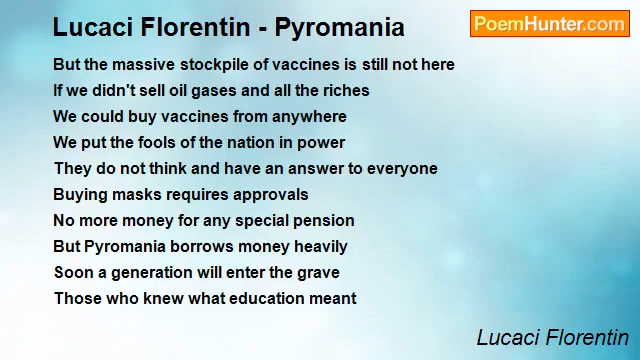 Lucaci Florentin - Pyromania
PoemHunter.com
But the massive stockpile of vaccines is still not here
If we didn't sell oil gases and all the riches
We could buy vaccines from anywhere
We put the fools of the nation in power
They do not think and have an answer to everyone
Buying masks requires approvals
No more money for any special pension
But Pyromania borrows money heavily
Soon a generation will enter the grave
Those who knew what education meant
Lucaci Florentin